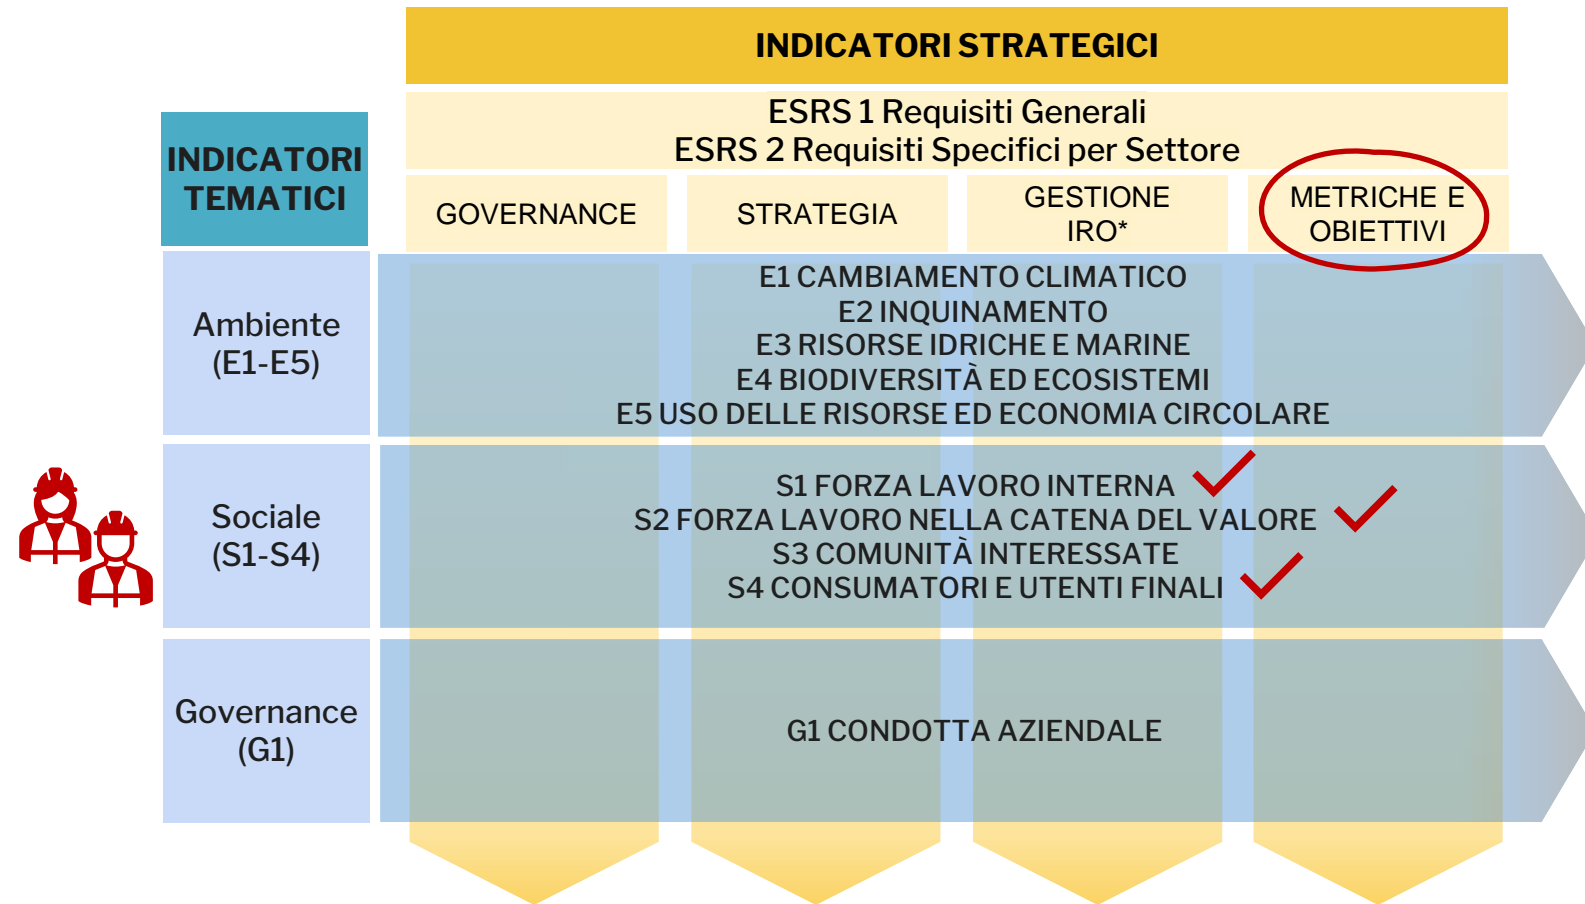 INDICATORI STRATEGICI
ESRS 1 Requisiti Generali
ESRS 2 Requisiti Specifici per Settore
INDICATORI
TEMATICI
GOVERNANCE
STRATEGIA
GESTIONE
IRO*
METRICHE E
OBIETTIVI
Ambiente
(E1-E5)
E1 CAMBIAMENTO CLIMATICO
E2 INQUINAMENTO
E3 RISORSE IDRICHE E MARINE
E4 BIODIVERSITÀ ED ECOSISTEMI
E5 USO DELLE RISORSE ED ECONOMIA CIRCOLARE
Sociale
(S1-S4)
S1 FORZA LAVORO INTERNA
S2 FORZA LAVORO NELLA CATENA DEL VALORE
S3 COMUNITÀ INTERESSATE
S4 CONSUMATORI E UTENTI FINALI
Governance
(G1)
G1 CONDOTTA AZIENDALE